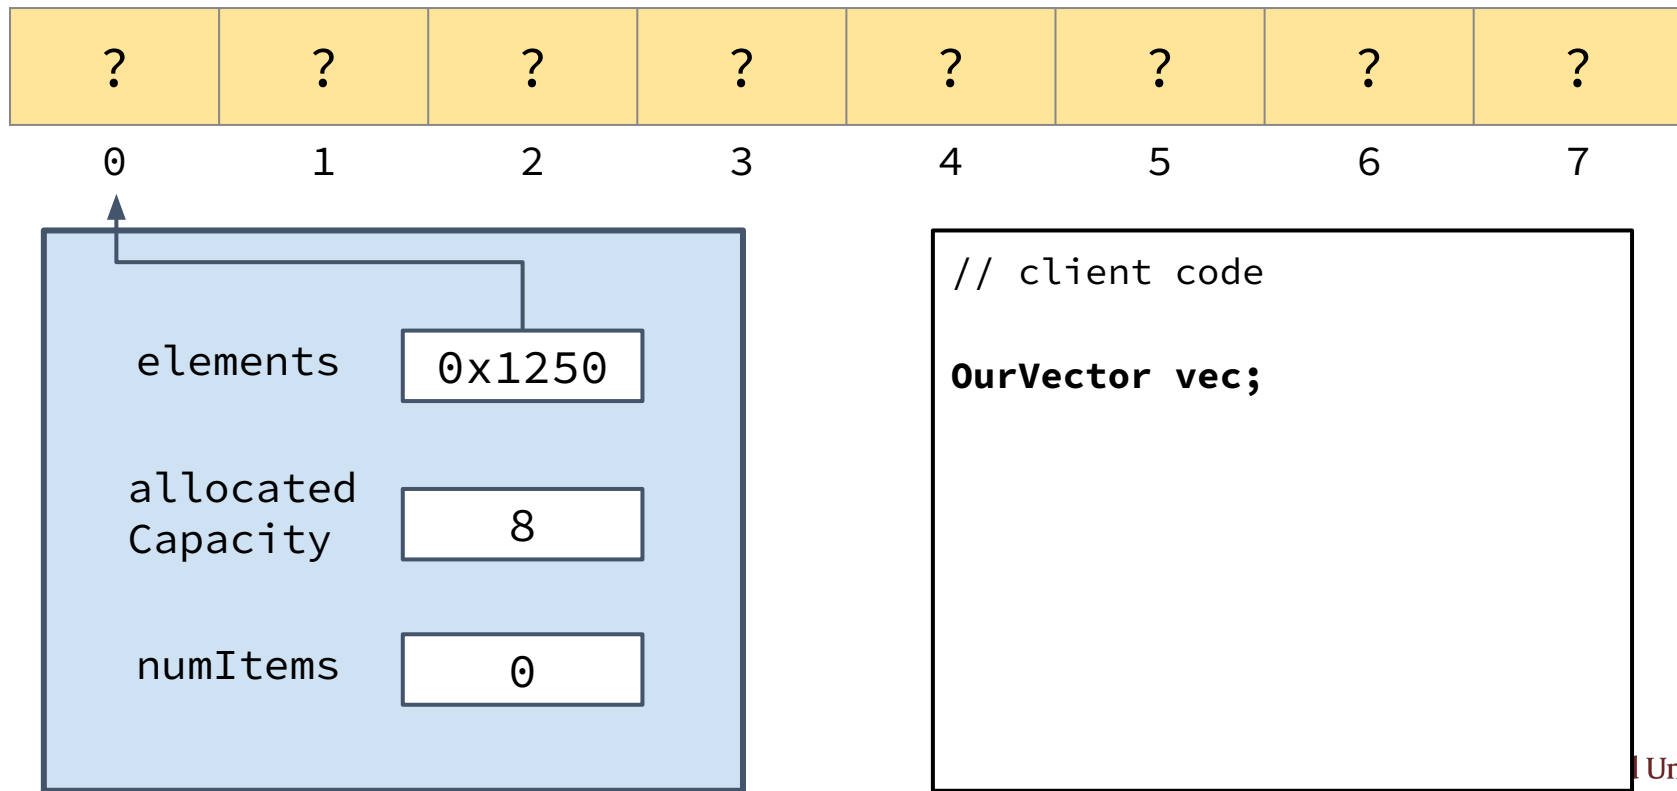 ? ? ? ? ? ? ? ?
0 1 2 3 4 5 6 7
elements 0x1250
allocated
Capacity
8
numItems 0
// client code
OurVector vec;